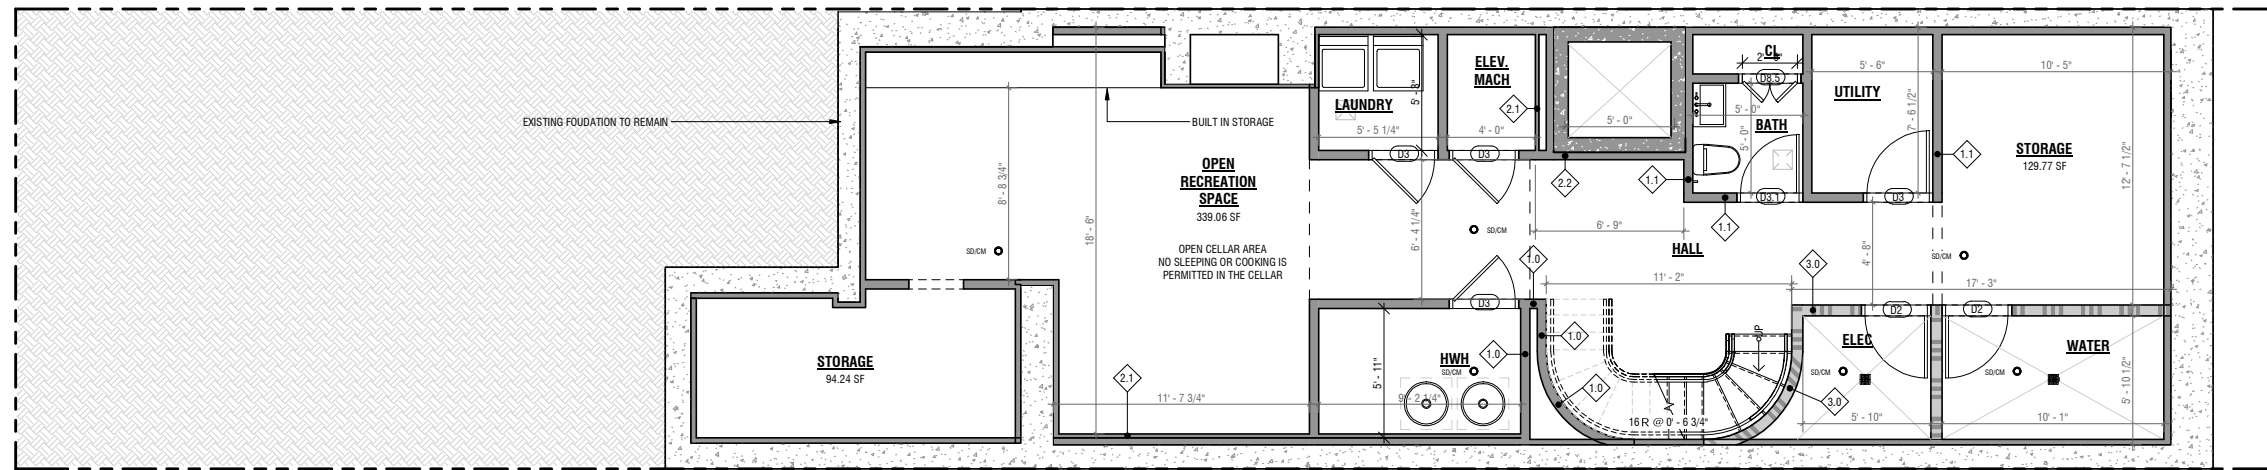 EXISTING FOUDATION TO REMAIN
BUILT IN STORAGE
8' - 8 3/4"
18' - 6"
SD/CM
OPEN
RECREATION
SPACE
339.06 SF
OPEN CELLAR AREA
NO SLEEPING OR COOKING IS
PERMITTED IN THE CELLAR
STORAGE
94.24 SF
2.1
11' - 7 3/4"
LAUNDRY
5' - 5 1/4"
D3
ELEV.
MACH
2.1
4' - 0"
D3
6' - 4 1/4"
SD/CM
D3
HWH
SD/CM
5' - 11"
9' - 2 1/4"
1.0
1.0
1.0
1.0
5' - 0"
2.2
1.1
6' - 9"
HALL
11' - 2"
CL
D8.5
5' - 0"
BATH
5' - 0"
D3.1
1.1
5' - 6"
UTILITY
7' - 6 1/2"
D3
1.1
10' - 5"
STORAGE
129.77 SF
12' - 7 1/2"
4' - 8"
SD/CM
17' - 3"
3.0
UP
16 R @ 0' - 6 3/4"
3.0
D2
ELEC
SD/CM
5' - 10"
D2
WATER
SD/CM
10' - 1"
5' - 10 1/2"